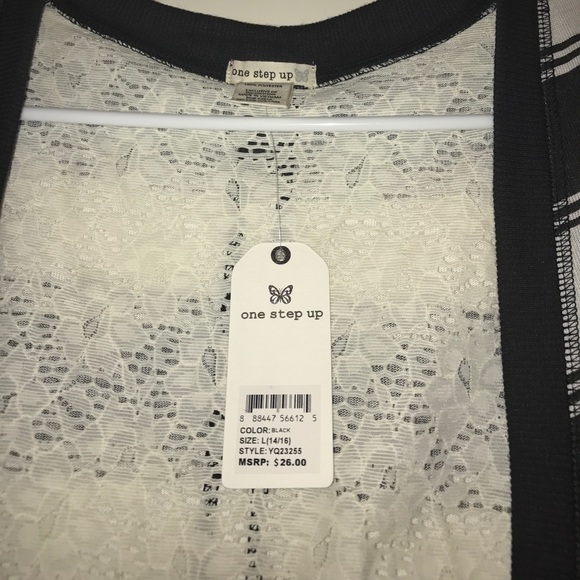 one step up
one step up
8 88447 56612 5
COLOR: BLACK
SIZE: L(14/16)
STYLE: YQ23255
MSRP: $26.00